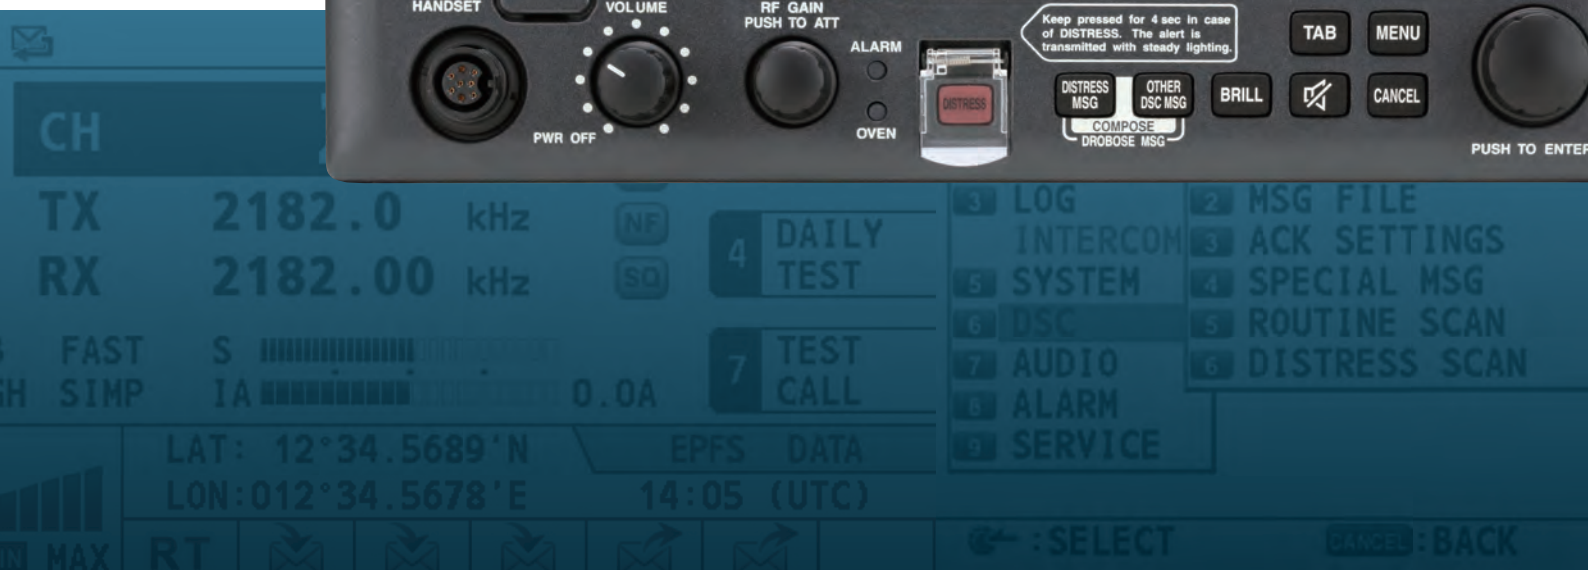 HANDSET
VOLUME
PWR OFF
RF GAIN
PUSH TO ATT
ALARM
OVEN
DISTRESS
Keep pressed for 4 sec in case
of DISTRESS. The alert is
transmitted with steady lighting.
DISTRESS
MSG
OTHER
DSC MSG
COMPOSE
DROBOSE MSG
BRILL
TAB
MENU
CANCEL
PUSH TO ENTER
CH
TX 2182.0 kHz
RX 2182.00 kHz
NF
SQ
FAST S
SIMP IA 0.0A
4 DAILY
TEST
7 TEST
CALL
LAT: 12°34.5689'N
LON:012°34.5678'E
EPFS DATA
14:05 (UTC)
MAX
RT
3 LOG
INTERCOM
5 SYSTEM
6 DSC
7 AUDIO
8 ALARM
9 SERVICE
2 MSG FILE
3 ACK SETTINGS
4 SPECIAL MSG
5 ROUTINE SCAN
6 DISTRESS SCAN
:SELECT
CANCEL:BACK